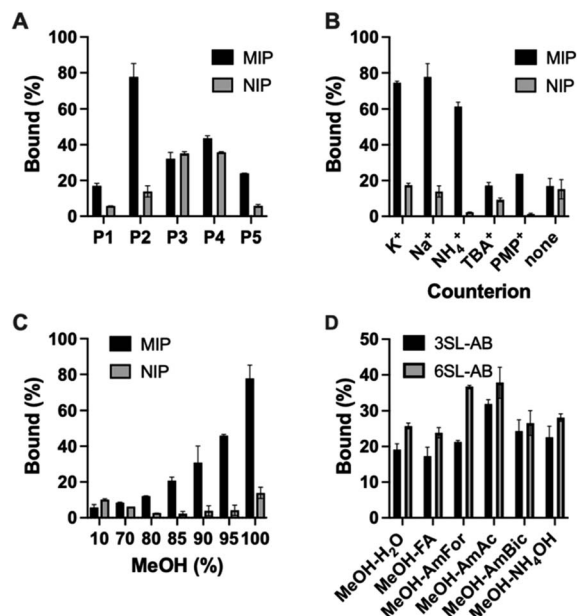 A
Bound (%)
100
80
60
40
20
0
MIP
NIP
P1 P2 P3 P4 P5
B
Bound (%)
100
80
60
40
20
0
MIP
NIP
K⁺ Na⁺ NH₄⁺ TBA⁺ PMP⁺ none
Counterion
C
Bound (%)
100
80
60
40
20
0
MIP
NIP
10 70 80 85 90 95 100
MeOH (%)
D
Bound (%)
50
40
30
20
10
0
3SL-AB
6SL-AB
MeOH-H₂O
MeOH-FA
MeOH-AmFor
MeOH-AmAc
MeOH-AmBic
MeOH-NH₄OH